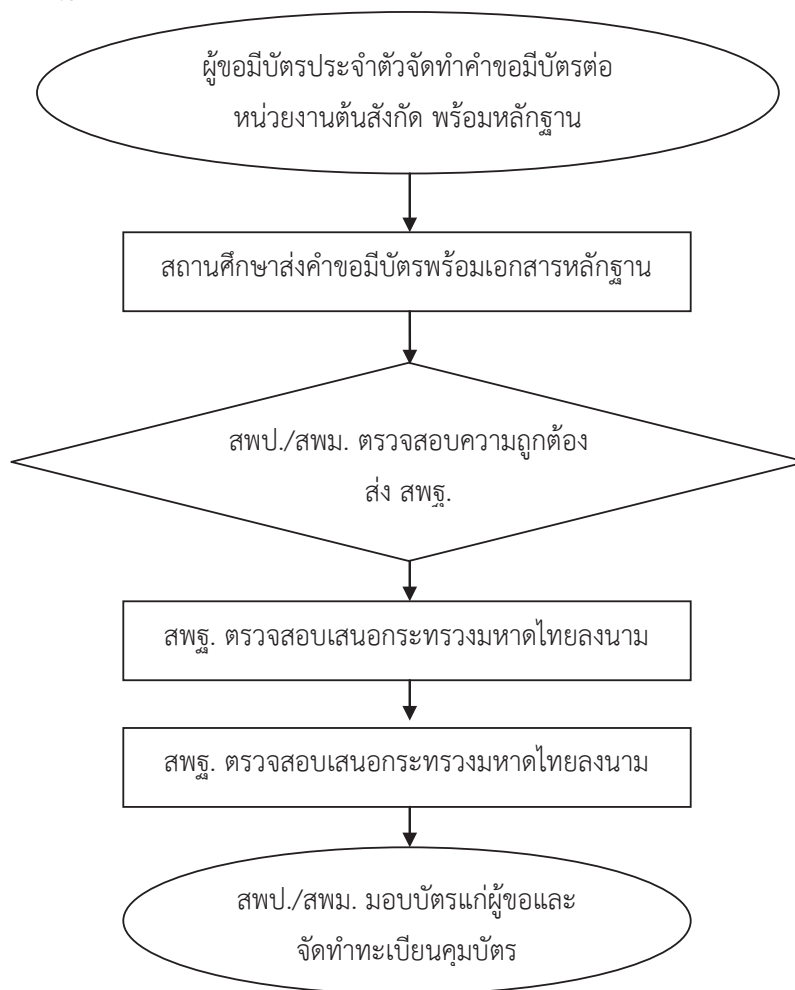 ผู้ขอมีบัตรประจำตัวจัดทำคำขอมีบัตรต่อ
หน่วยงานต้นสังกัด พร้อมหลักฐาน
สถานศึกษาส่งคำขอมีบัตรพร้อมเอกสารหลักฐาน
สพป./สพม. ตรวจสอบความถูกต้อง
ส่ง สพฐ.
สพฐ. ตรวจสอบเสนอกระทรวงมหาดไทยลงนาม
สพฐ. ตรวจสอบเสนอกระทรวงมหาดไทยลงนาม
สพป./สพม. มอบบัตรแก่ผู้ขอและ
จัดทำทะเบียนคุมบัตร